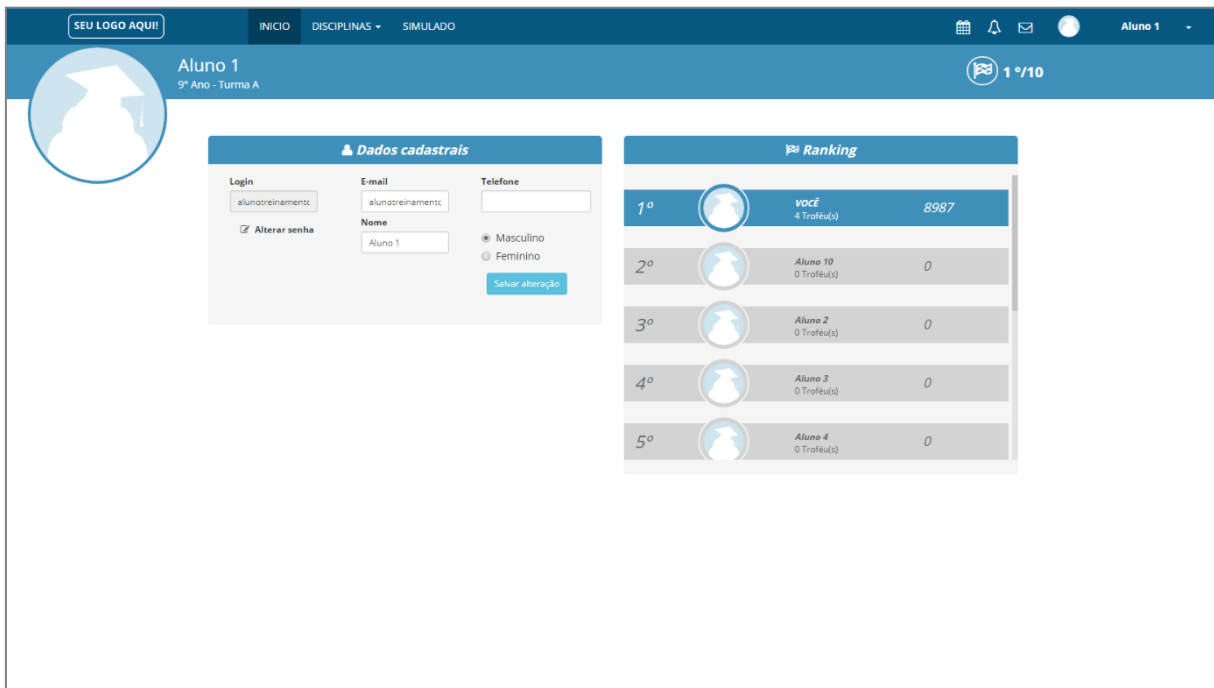 SEU LOGO AQUI!
INICIO DISCIPLINAS SIMULADO
Aluno 1
Aluno 1
9º Ano - Turma A
1 º/10
Dados cadastrais
Login
alunotreinamento
Alterar senha
E-mail
alunotreinamento
Nome
Aluno 1
Telefone
Masculino
Feminino
Salvar alteração
Ranking
1º VOCÊ 8987
4 Troféu(s)
2º Aluno 10 0
0 Troféu(s)
3º Aluno 2 0
0 Troféu(s)
4º Aluno 3 0
0 Troféu(s)
5º Aluno 4 0
0 Troféu(s)